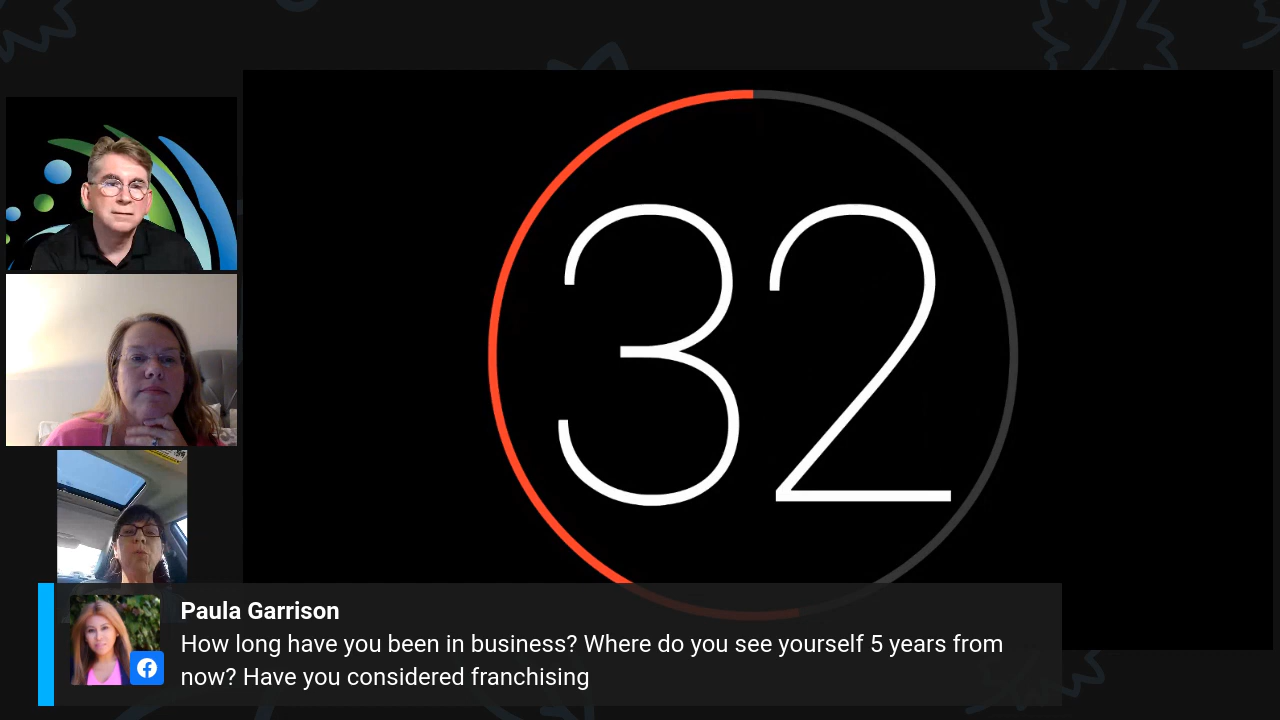 32
Paula Garrison
How long have you been in business? Where do you see yourself 5 years from
now? Have you considered franchising